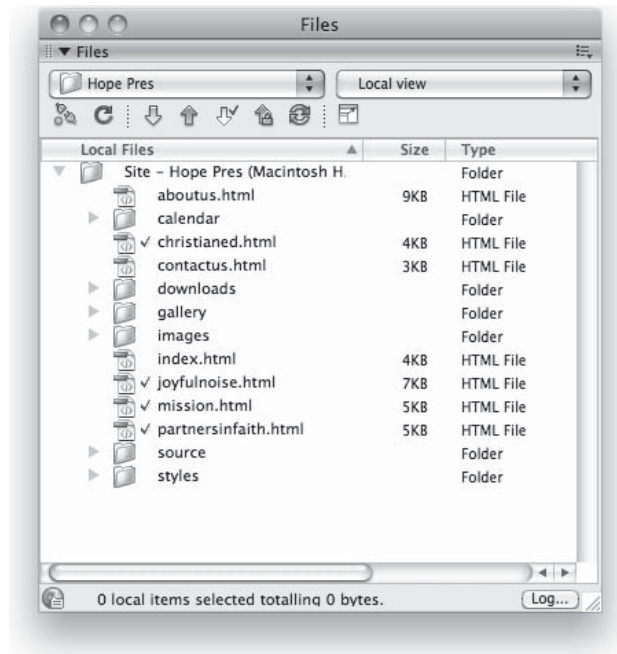 Files
Files
Hope Pres Local view
Local Files Size Type
Site – Hope Pres (Macintosh H. Folder
aboutus.html 9KB HTML File
calendar Folder
✓ christianed.html 4KB HTML File
contactus.html 3KB HTML File
downloads Folder
gallery Folder
images Folder
index.html 4KB HTML File
✓ joyfulnoise.html 7KB HTML File
✓ mission.html 5KB HTML File
✓ partnersinfaith.html 5KB HTML File
source Folder
styles Folder
0 local items selected totalling 0 bytes. Log...